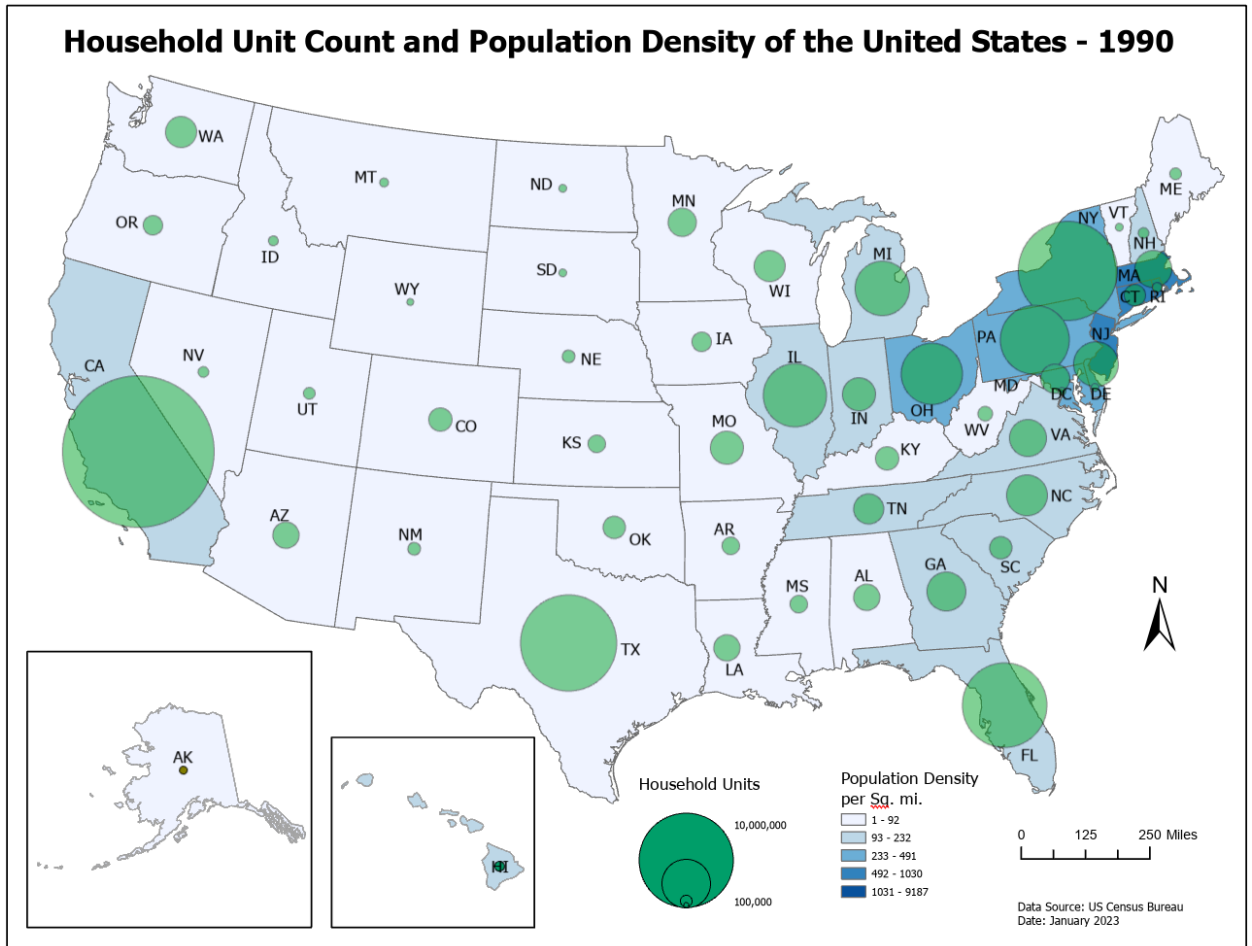 Household Unit Count and Population Density of the United States - 1990
WA
MT
ND
MN
ME
VT
NY
OR
ID
SD
WI
MI
NH
MA
WY
CT
RI
IA
PA
NJ
CA
NV
NE
IL
UT
CO
OH
MD
DC
DE
IN
KS
MO
WV
VA
KY
AZ
NM
OK
AR
TN
NC
MS
AL
GA
SC
TX
LA
FL
N
AK
HI
Household Units
10,000,000
100,000
Population Density
per Sq. mi.
1 - 92
93 - 232
233 - 491
492 - 1030
1031 - 9187
0 125 250 Miles
Data Source: US Census Bureau
Date: January 2023